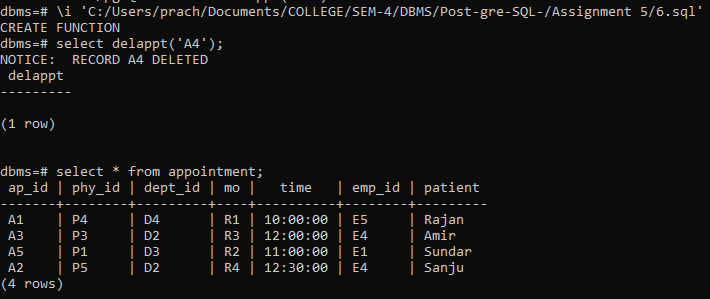 dbms=# \i 'C:/Users/prach/Documents/COLLEGE/SEM-4/DBMS/Post-gre-SQL-/Assignment 5/6.sql'
CREATE FUNCTION
dbms=# select delappt('A4');
NOTICE:  RECORD A4 DELETED
 delappt
---------

(1 row)


dbms=# select * from appointment;
 ap_id | phy_id | dept_id | mo |   time   | emp_id | patient
-------+--------+---------+----+----------+--------+---------
 A1    | P4     | D4      | R1 | 10:00:00 | E5     | Rajan
 A3    | P3     | D2      | R3 | 12:00:00 | E4     | Amir
 A5    | P1     | D3      | R2 | 11:00:00 | E1     | Sundar
 A2    | P5     | D2      | R4 | 12:30:00 | E4     | Sanju
(4 rows)